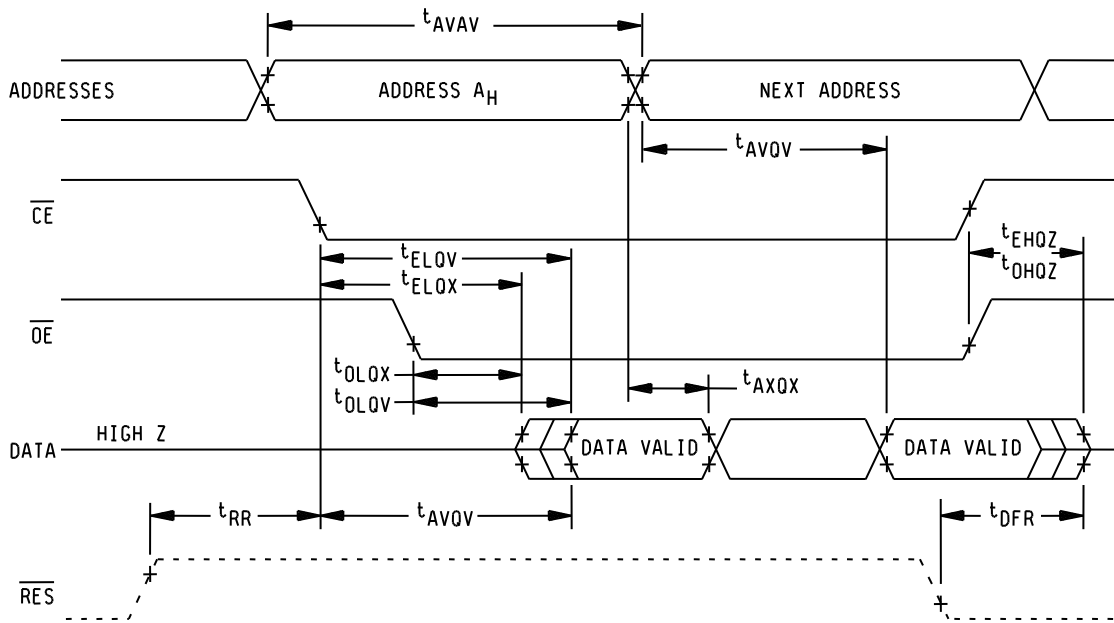 tAVAV
ADDRESSES ADDRESS AH NEXT ADDRESS
tAVQV
CE
tELQV tEHQZ
tELQX tOHQZ
OE
tOLQX tAXQX
tOLQV
HIGH Z
DATA DATA VALID DATA VALID
tRR tAVQV tDFR
RES